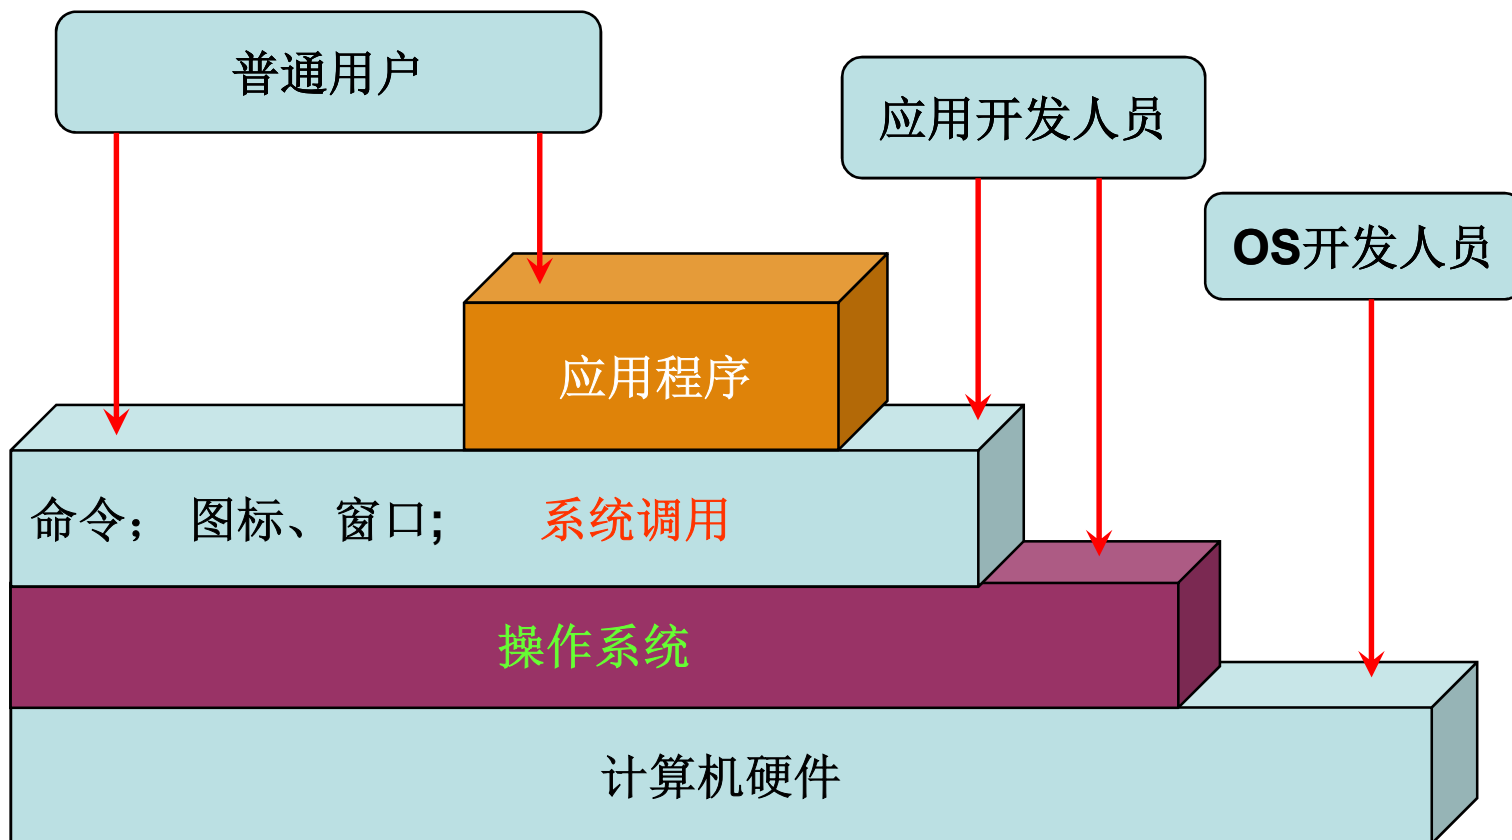 普通用户
应用开发人员
OS开发人员
应用程序
命令; 图标、窗口; 系统调用
操作系统
计算机硬件